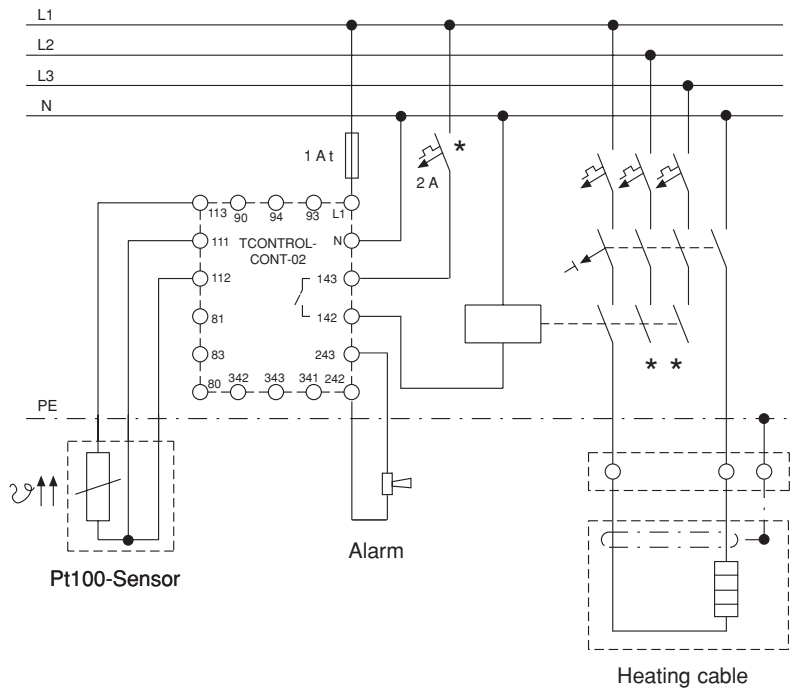 L1
L2
L3
N
1 A t
*
2 A
113 90 94 93 L1
111 TCONTROL- N
CONT-02
112 143
81 142
83 243
80 342 343 341 242
* *
PE
ϑ
Alarm
Pt100-Sensor
Heating cable